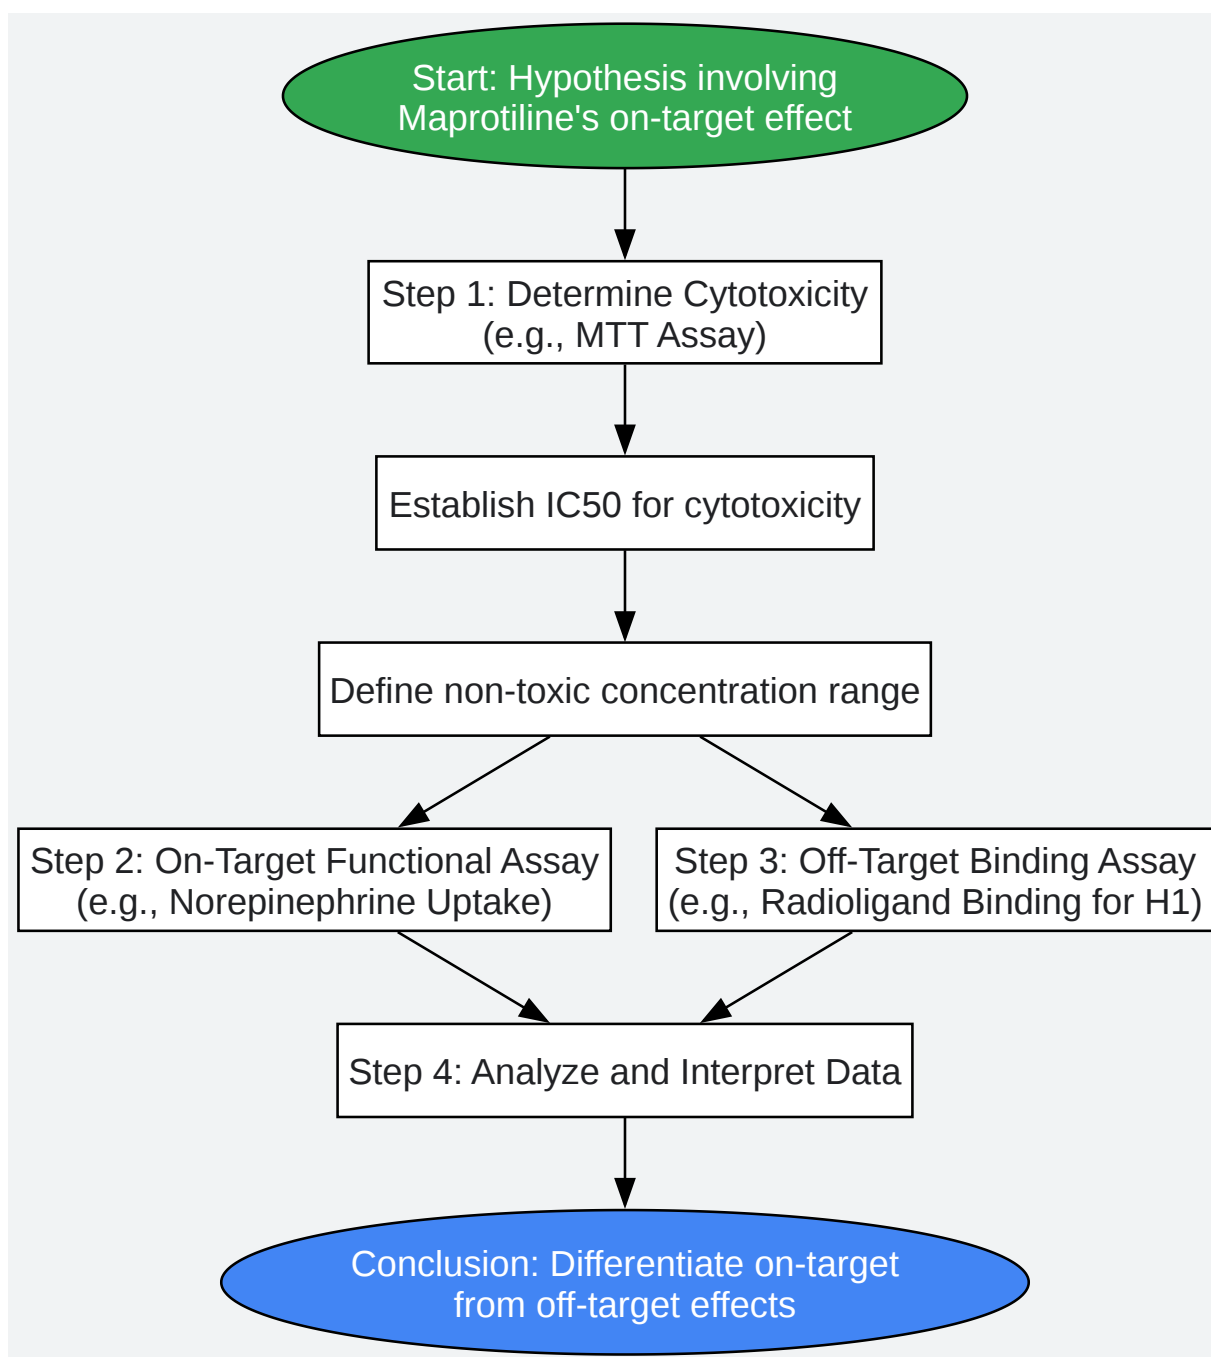 Start: Hypothesis involving
Maprotiline's on-target effect
Step 1: Determine Cytotoxicity
(e.g., MTT Assay)
Establish IC50 for cytotoxicity
Define non-toxic concentration range
Step 2: On-Target Functional Assay
(e.g., Norepinephrine Uptake)
Step 3: Off-Target Binding Assay
(e.g., Radioligand Binding for H1)
Step 4: Analyze and Interpret Data
Conclusion: Differentiate on-target
from off-target effects